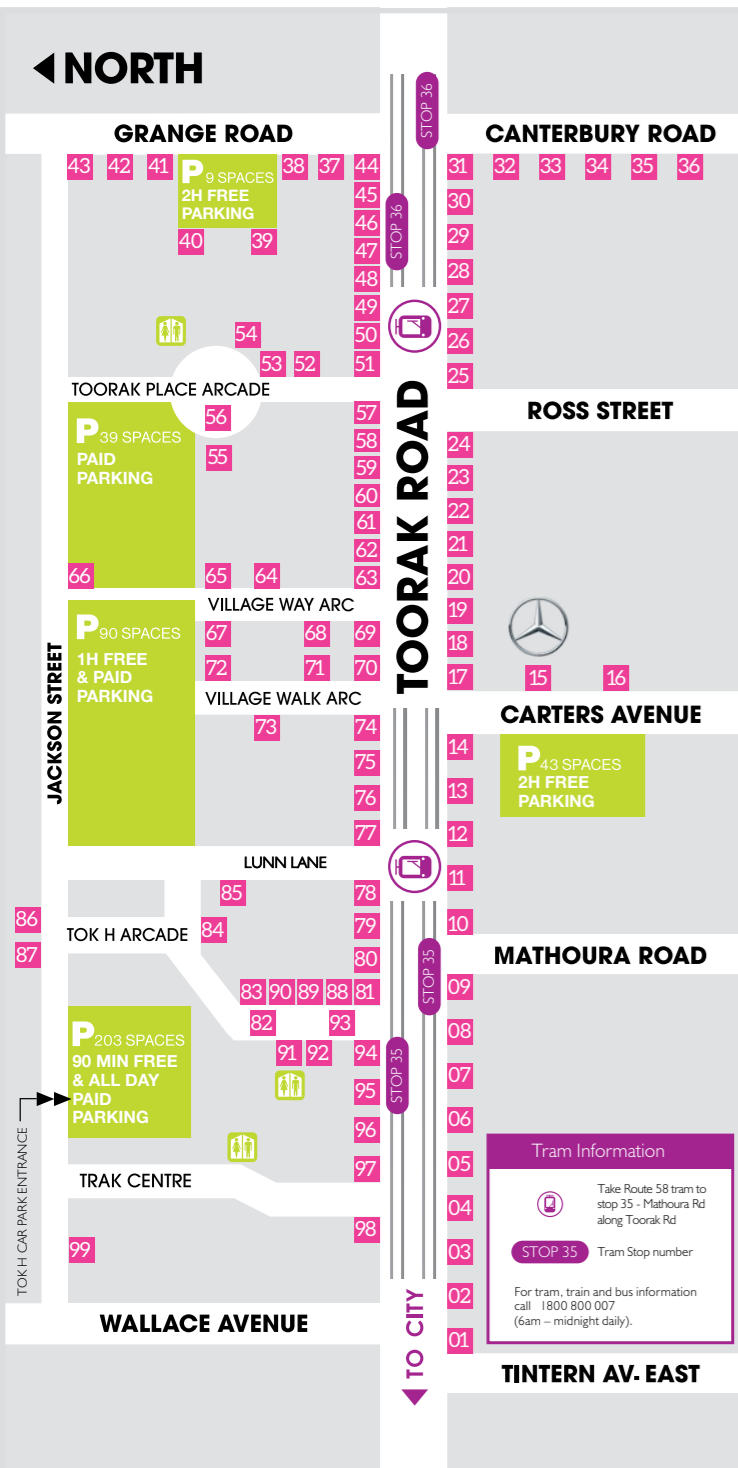 NORTH
GRANGE ROAD
CANTERBURY ROAD
STOP 36
STOP 36
43 42 41
P 9 SPACES
2H FREE
PARKING
38 37 44
45
46
47
48
49
50
51
40 39
54
53 52
31 32 33 34 35 36
30
29
28
27
26
25
TOORAK PLACE ARCADE
ROSS STREET
TOORAK ROAD
P 39 SPACES
PAID
PARKING
56
55
57
58
59
60
61
62
63
66 65 64
24
23
22
21
20
19
18
17
15 16
VILLAGE WAY ARC
P 90 SPACES
1H FREE
& PAID
PARKING
67 68 69
72 71 70
VILLAGE WALK ARC
JACKSON STREET
CARTERS AVENUE
73 74
75
76
77
14
13
12
11
10
P 43 SPACES
2H FREE
PARKING
LUNN LANE
85 78
84 79
80
86
87
TOK H ARCADE
MATHOURA ROAD
STOP 35
STOP 35
83 90 89 88 81
82 93
91 92 94
95
96
97
98
P 203 SPACES
90 MIN FREE
& ALL DAY
PAID
PARKING
TOK H CAR PARK ENTRANCE
TRAK CENTRE
99
09
08
07
06
05
04
03
02
01
Tram Information
Take Route 58 tram to
stop 35 - Mathoura Rd
along Toorak Rd
STOP 35 Tram Stop number
For tram, train and bus information
call 1800 800 007
(6am – midnight daily).
WALLACE AVENUE
TO CITY
TINTERN AV. EAST